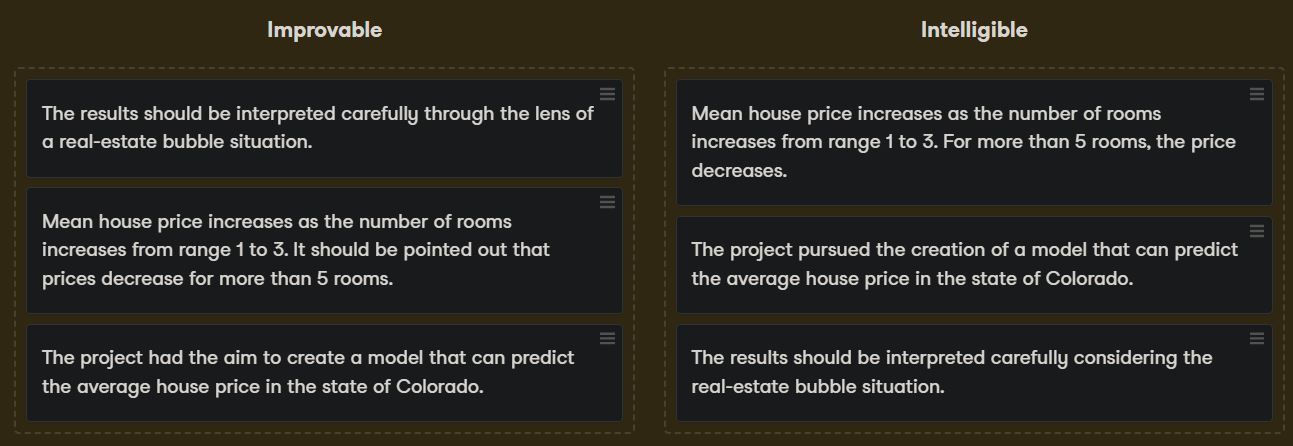 Improvable
The results should be interpreted carefully through the lens of
a real-estate bubble situation.
Mean house price increases as the number of rooms
increases from range 1 to 3. It should be pointed out that
prices decrease for more than 5 rooms.
The project had the aim to create a model that can predict
the average house price in the state of Colorado.
Intelligible
Mean house price increases as the number of rooms
increases from range 1 to 3. For more than 5 rooms, the price
decreases.
The project pursued the creation of a model that can predict
the average house price in the state of Colorado.
The results should be interpreted carefully considering the
real-estate bubble situation.